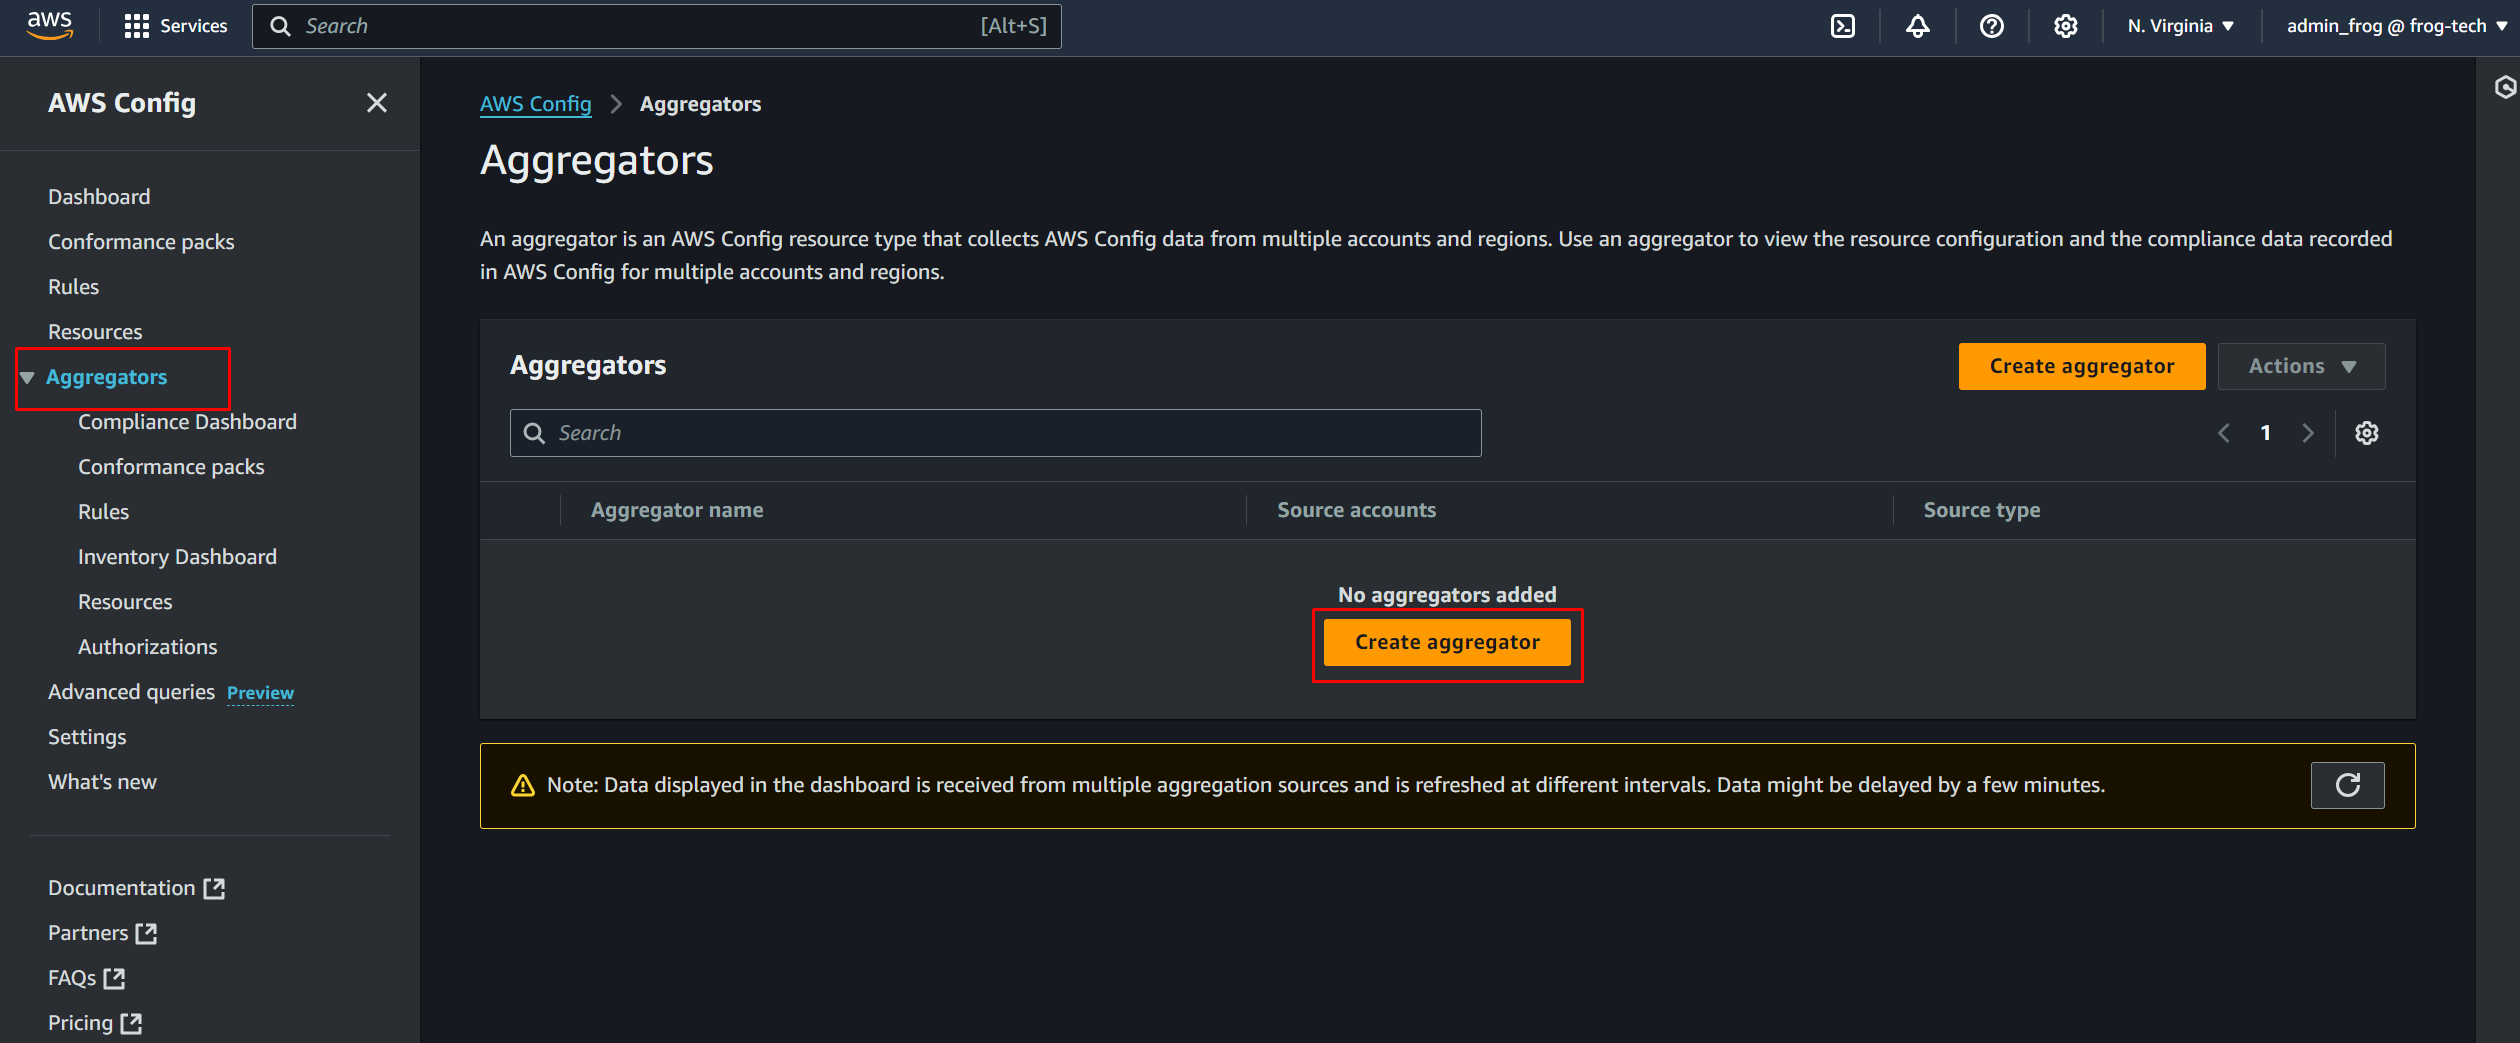 aws
Services
Search
[Alt+S]
N. Virginia
admin_frog @ frog-tech
AWS Config
Dashboard
Conformance packs
Rules
Resources
Aggregators
Compliance Dashboard
Conformance packs
Rules
Inventory Dashboard
Resources
Authorizations
Advanced queries Preview
Settings
What's new
Documentation
Partners
FAQs
Pricing
AWS Config
Aggregators
Aggregators
An aggregator is an AWS Config resource type that collects AWS Config data from multiple accounts and regions. Use an aggregator to view the resource configuration and the compliance data recorded
in AWS Config for multiple accounts and regions.
Aggregators
Create aggregator
Actions
Search
1
Aggregator name
Source accounts
Source type
No aggregators added
Create aggregator
Note: Data displayed in the dashboard is received from multiple aggregation sources and is refreshed at different intervals. Data might be delayed by a few minutes.